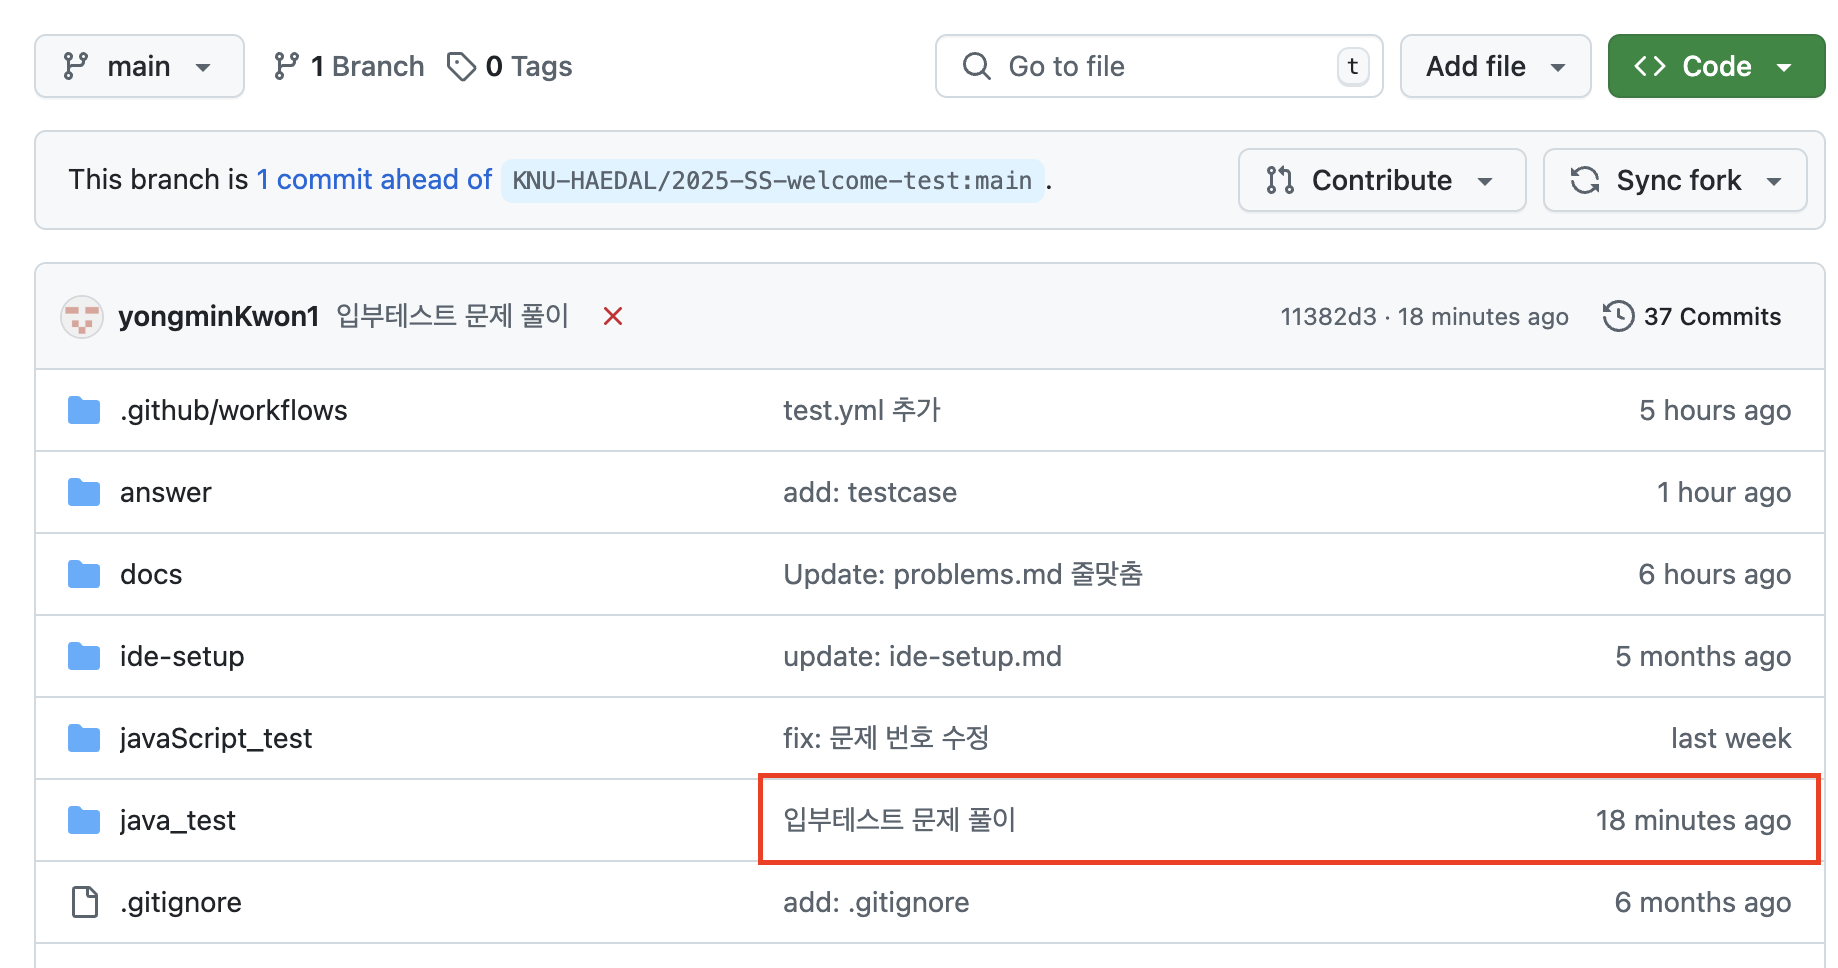 main 1 Branch 0 Tags Go to file t Add file Code
This branch is 1 commit ahead of KNU-HAEDAL/2025-SS-welcome-test:main . Contribute Sync fork
yongminKwon1 입부테스트 문제 풀이 11382d3 · 18 minutes ago 37 Commits
.github/workflows test.yml 추가 5 hours ago
answer add: testcase 1 hour ago
docs Update: problems.md 줄맞춤 6 hours ago
ide-setup update: ide-setup.md 5 months ago
javaScript_test fix: 문제 번호 수정 last week
java_test 입부테스트 문제 풀이 18 minutes ago
.gitignore add: .gitignore 6 months ago